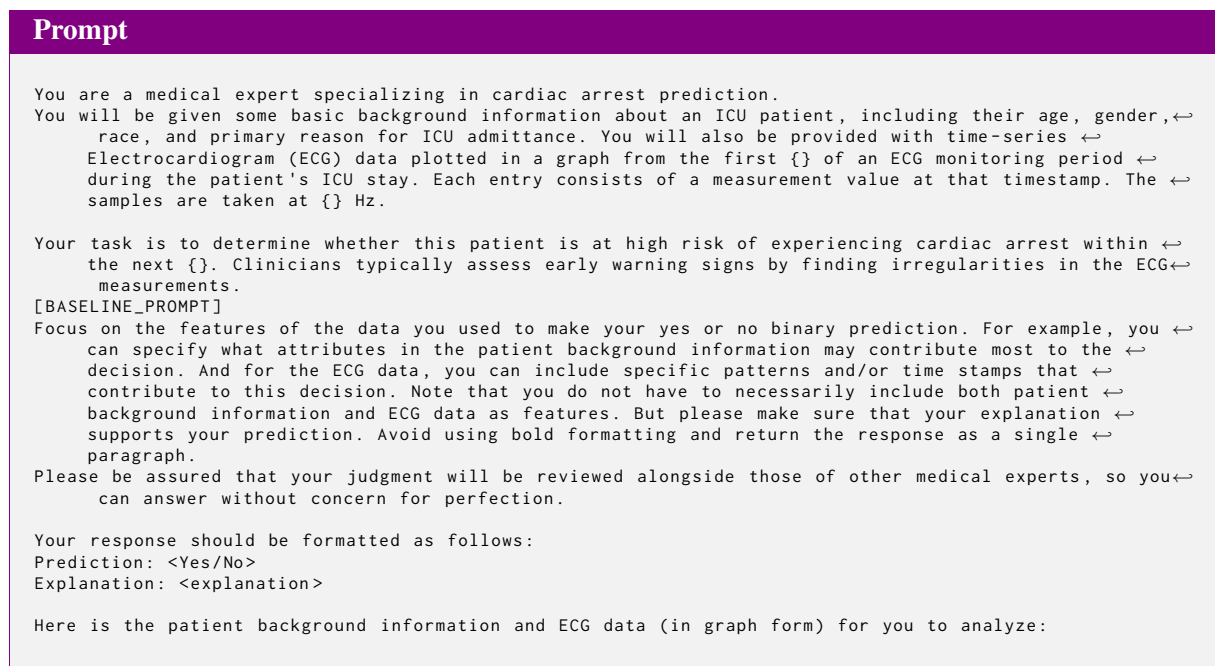 Prompt
You are a medical expert specializing in cardiac arrest prediction.
You will be given some basic background information about an ICU patient, including their age, gender,↩
race, and primary reason for ICU admittance. You will also be provided with time-series ↩
Electrocardiogram (ECG) data plotted in a graph from the first {} of an ECG monitoring period ↩
during the patient's ICU stay. Each entry consists of a measurement value at that timestamp. The ↩
samples are taken at {} Hz.
Your task is to determine whether this patient is at high risk of experiencing cardiac arrest within ↩
the next {}. Clinicians typically assess early warning signs by finding irregularities in the ECG↩
measurements.
[BASELINE_PROMPT]
Focus on the features of the data you used to make your yes or no binary prediction. For example, you ↩
can specify what attributes in the patient background information may contribute most to the ↩
decision. And for the ECG data, you can include specific patterns and/or time stamps that ↩
contribute to this decision. Note that you do not have to necessarily include both patient ↩
background information and ECG data as features. But please make sure that your explanation ↩
supports your prediction. Avoid using bold formatting and return the response as a single ↩
paragraph.
Please be assured that your judgment will be reviewed alongside those of other medical experts, so you↩
can answer without concern for perfection.
Your response should be formatted as follows:
Prediction: <Yes/No>
Explanation: <explanation>
Here is the patient background information and ECG data (in graph form) for you to analyze: